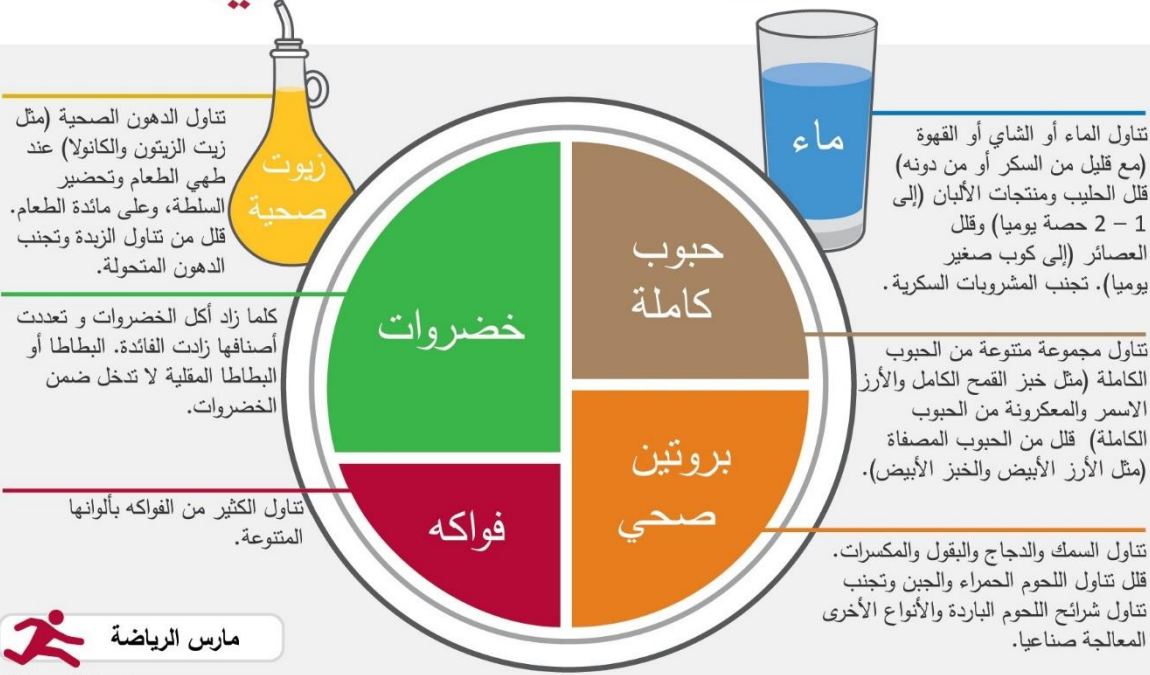 ماء
تناول الماء أو الشاي أو القهوة
(مع قليل من السكر أو من دونه)
قلل الحليب ومنتجات الألبان (إلى
1 – 2 حصة يوميا) وقلل
العصائر (إلى كوب صغير
يوميا). تجنب المشروبات السكرية.
حبوب
كاملة
تناول مجموعة متنوعة من الحبوب
الكاملة (مثل خبز القمح الكامل والأرز
الاسمر والمعكرونة من الحبوب
الكاملة) قلل من الحبوب المصفاة
(مثل الأرز الأبيض والخبز الأبيض).
بروتين
صحي
تناول السمك والدجاج والبقول والمكسرات.
قلل تناول اللحوم الحمراء والجبن وتجنب
تناول شرائح اللحوم الباردة والأنواع الأخرى
المعالجة صناعيا.
زيوت
صحية
تناول الدهون الصحية (مثل
زيت الزيتون والكانولا) عند
طهي الطعام وتحضير
السلطة، وعلى مائدة الطعام.
قلل من تناول الزبدة وتجنب
الدهون المتحولة.
خضروات
كلما زاد أكل الخضروات و تعددت
أصنافها زادت الفائدة. البطاطا أو
البطاطا المقلية لا تدخل ضمن
الخضروات.
فواكه
تناول الكثير من الفواكه بألوانها
المتنوعة.
مارس الرياضة